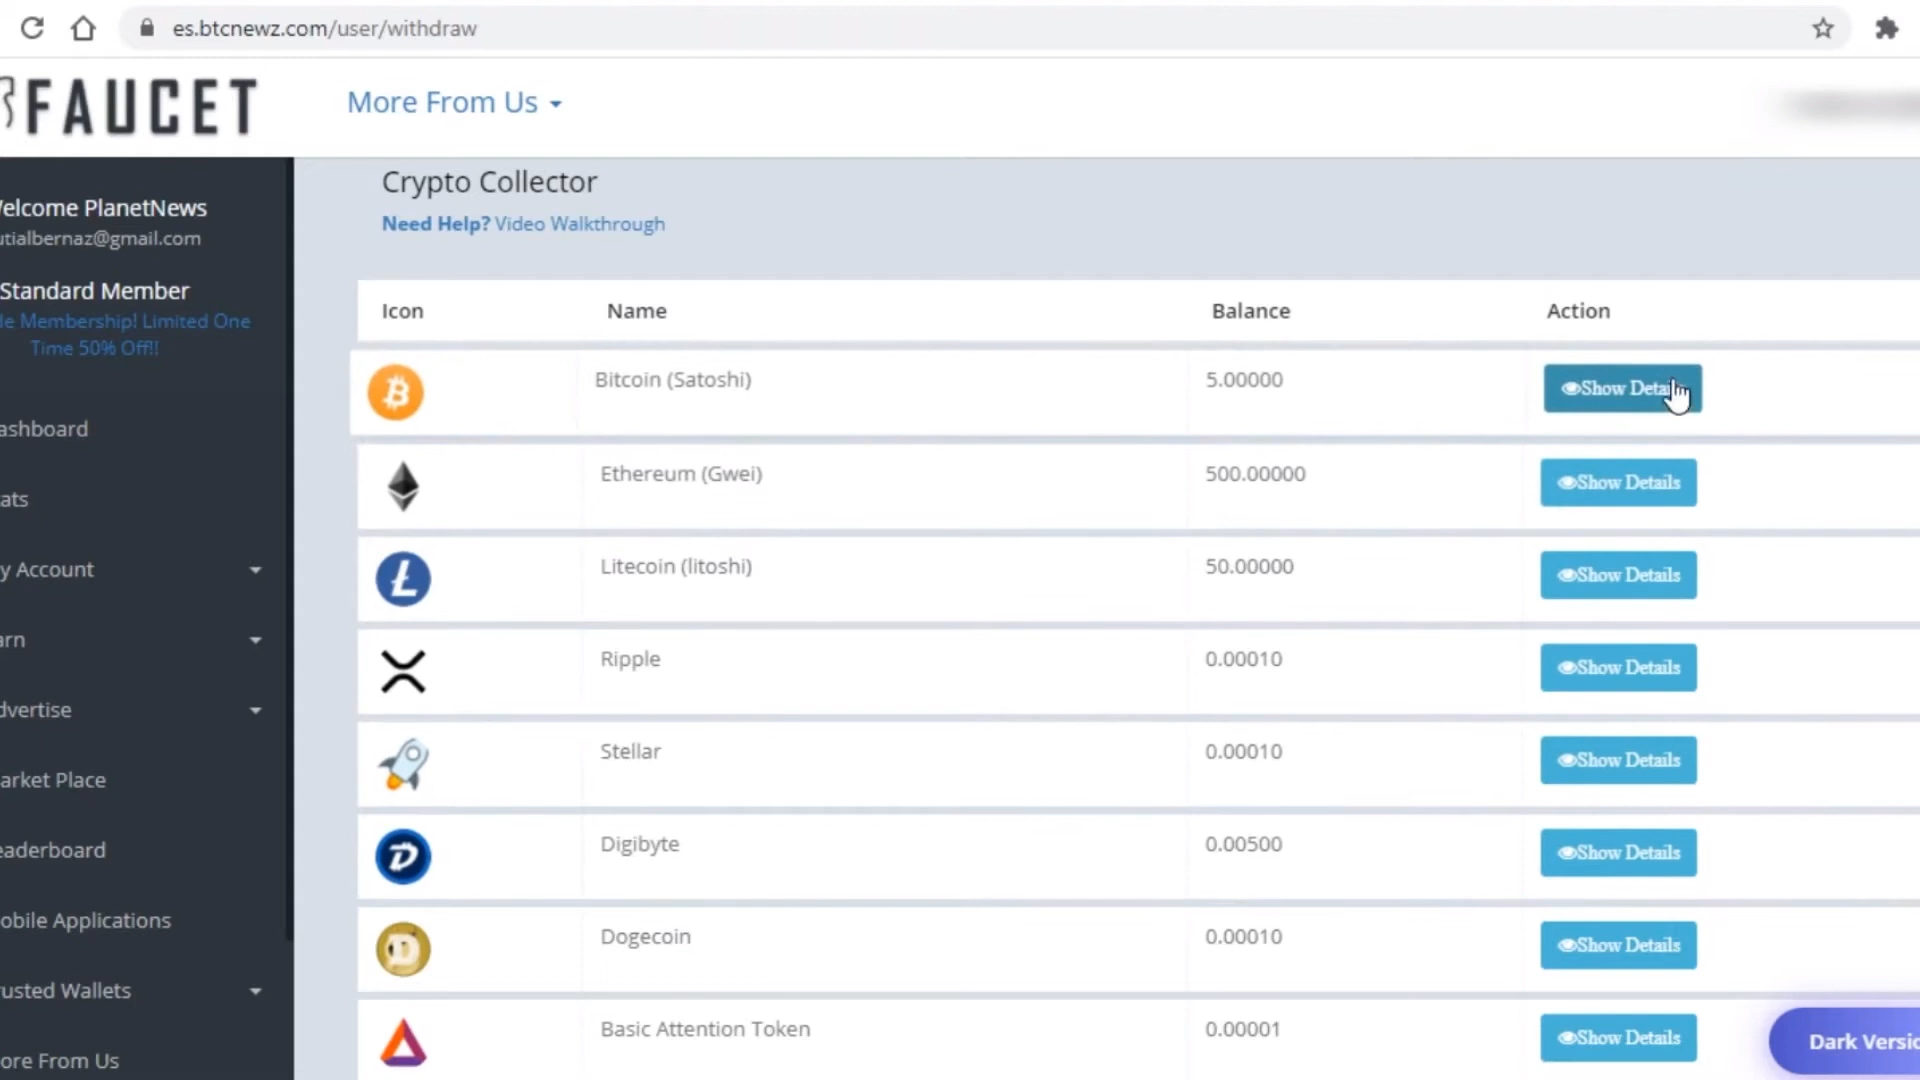 es.btcnewz.com/user/withdraw
FAUCET
More From Us
elcome PlanetNews
utialbernaz@gmail.com
Standard Member
le Membership! Limited One
Time 50% Off!!
ashboard
ats
y Account
arn
dvertise
arket Place
eaderboard
obile Applications
rusted Wallets
ore From Us
Crypto Collector
Need Help? Video Walkthrough
Icon Name Balance Action
Bitcoin (Satoshi) 5.00000 Show Detai
Ethereum (Gwei) 500.00000 Show Details
Litecoin (litoshi) 50.00000 Show Details
Ripple 0.00010 Show Details
Stellar 0.00010 Show Details
Digibyte 0.00500 Show Details
Dogecoin 0.00010 Show Details
Basic Attention Token 0.00001 Show Details
Dark Versio